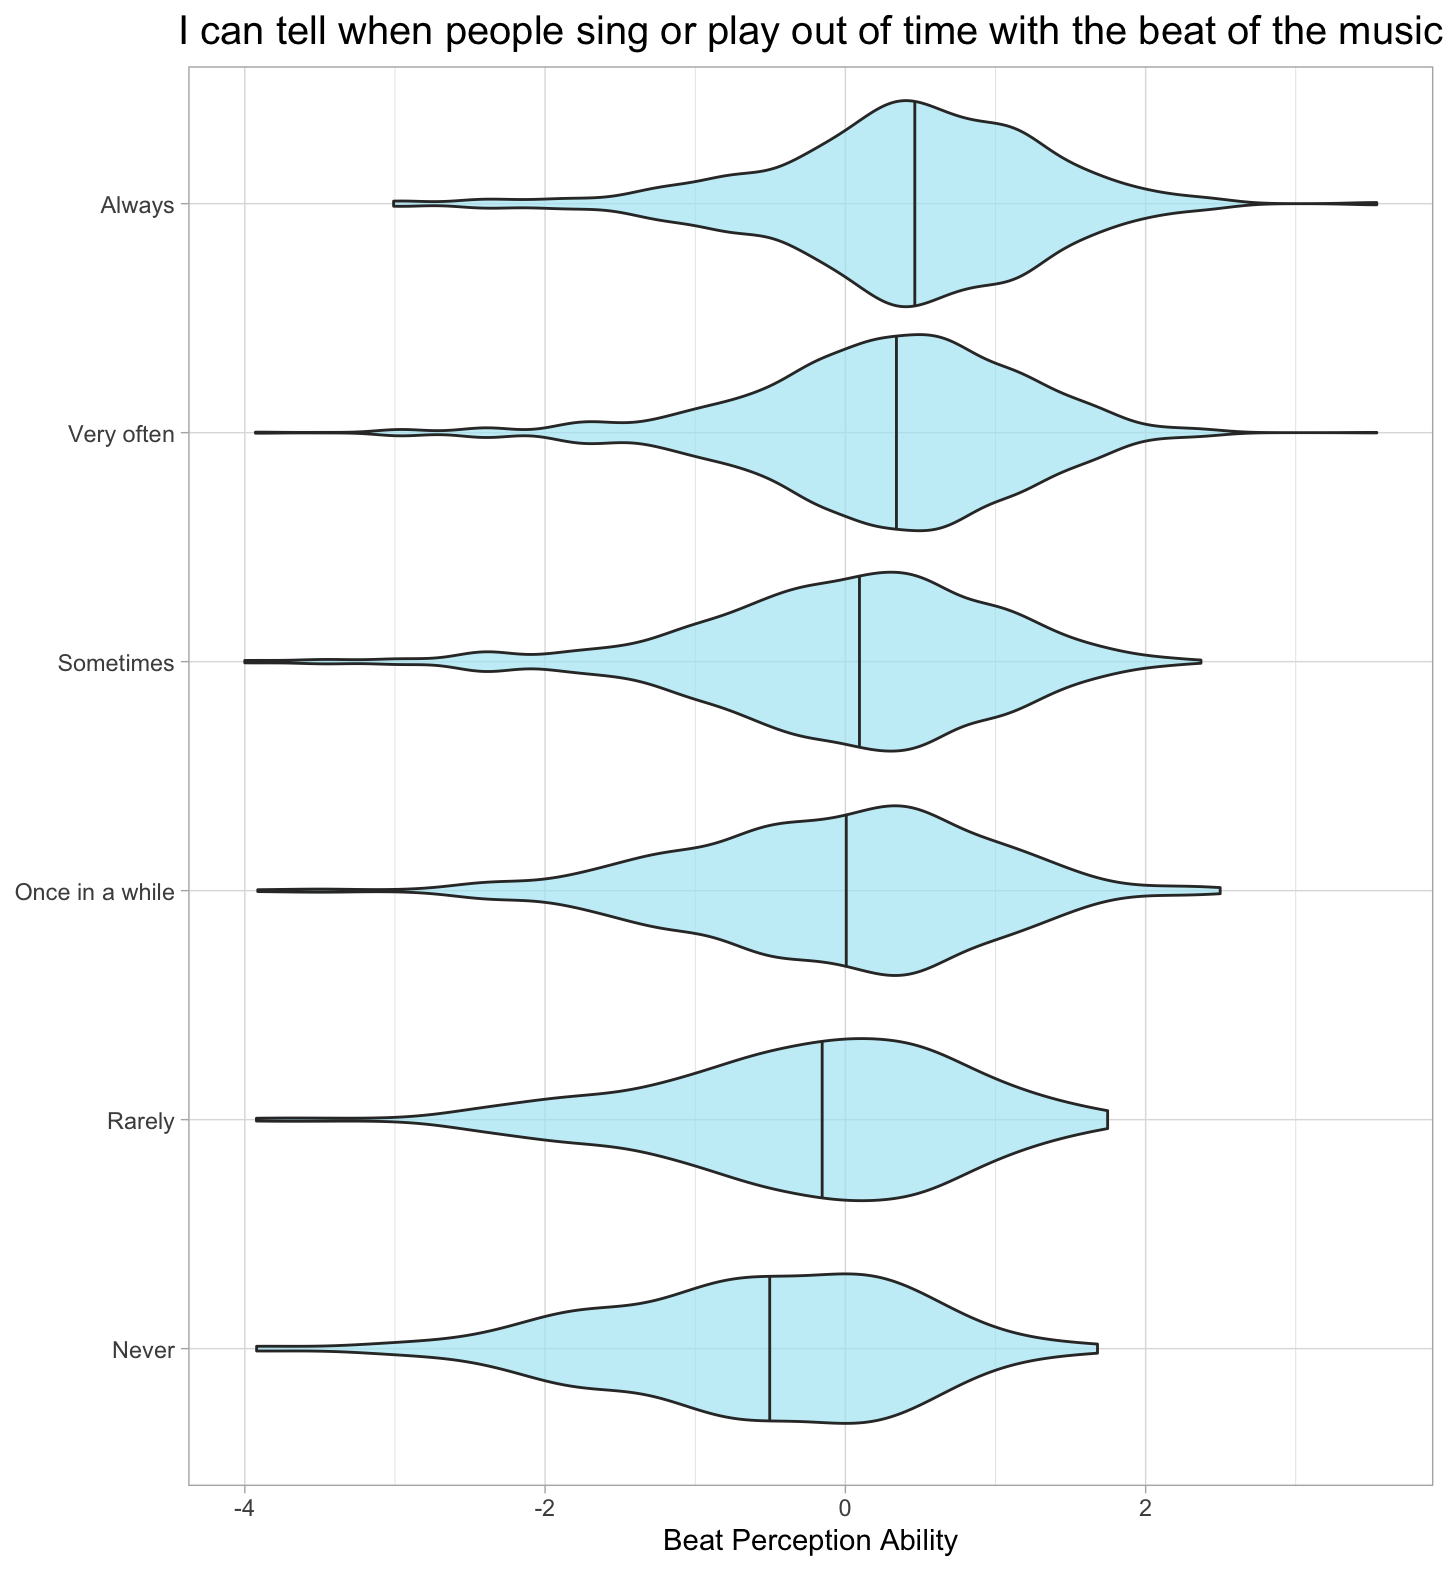 I can tell when people sing or play out of time with the beat of the music
Always
Very often
Sometimes
Once in a while
Rarely
Never
-4 -2 0 2
Beat Perception Ability